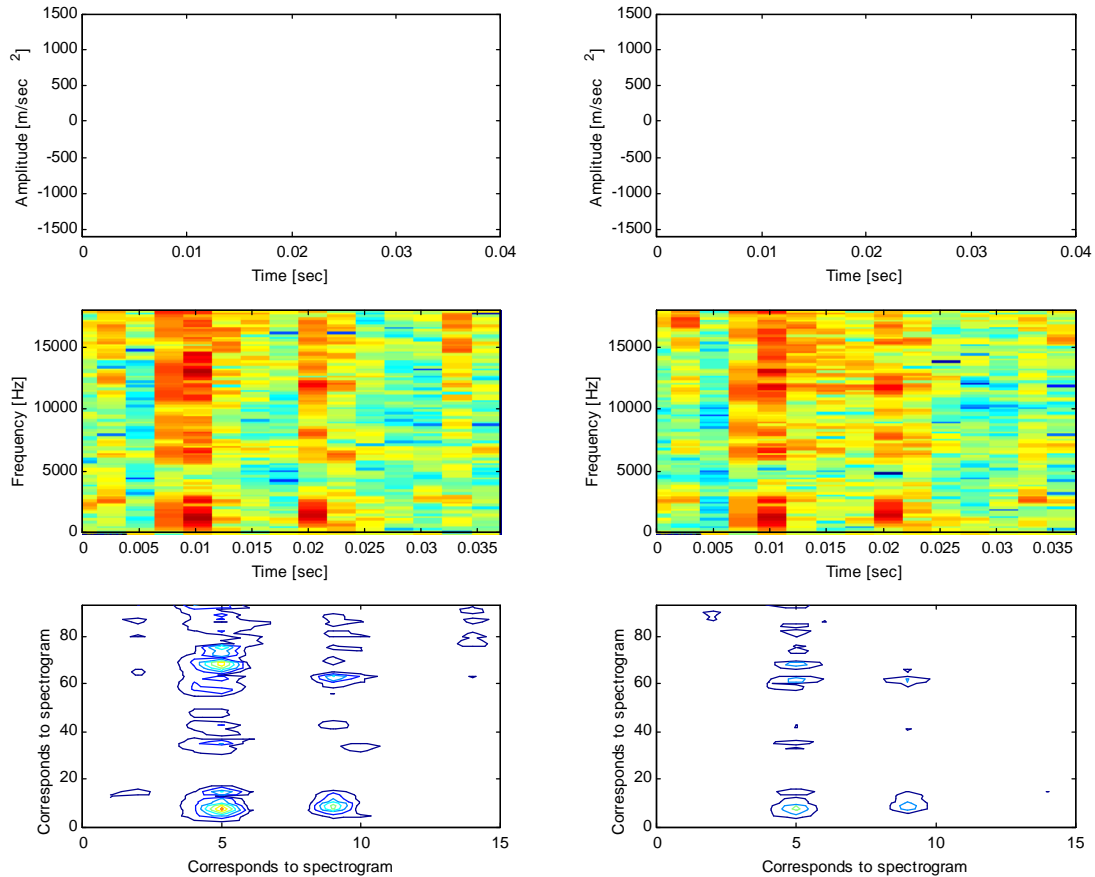 1500
1000
500
0
-500
-1000
-1500
Amplitude [m/sec 2]
0 0.01 0.02 0.03 0.04
Time [sec]
1500
1000
500
0
-500
-1000
-1500
Amplitude [m/sec 2]
0 0.01 0.02 0.03 0.04
Time [sec]
15000
10000
5000
0
Frequency [Hz]
0 0.005 0.01 0.015 0.02 0.025 0.03 0.035
Time [sec]
15000
10000
5000
0
Frequency [Hz]
0 0.005 0.01 0.015 0.02 0.025 0.03 0.035
Time [sec]
80
60
40
20
0
Corresponds to spectrogram
5 10 15
Corresponds to spectrogram
80
60
40
20
0
Corresponds to spectrogram
5 10 15
Corresponds to spectrogram